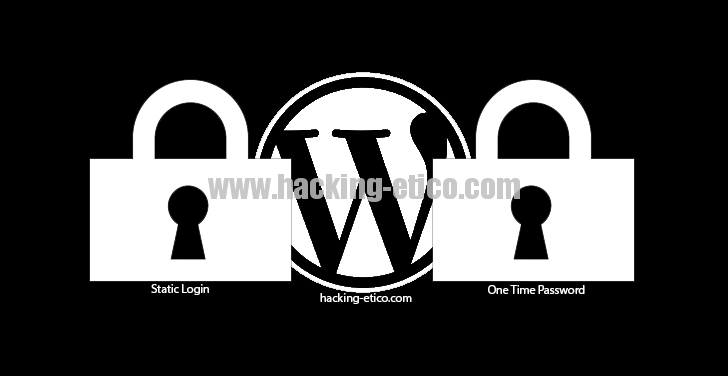 www.hacking-etico.com
Static Login
One Time Password
hacking-etico.com